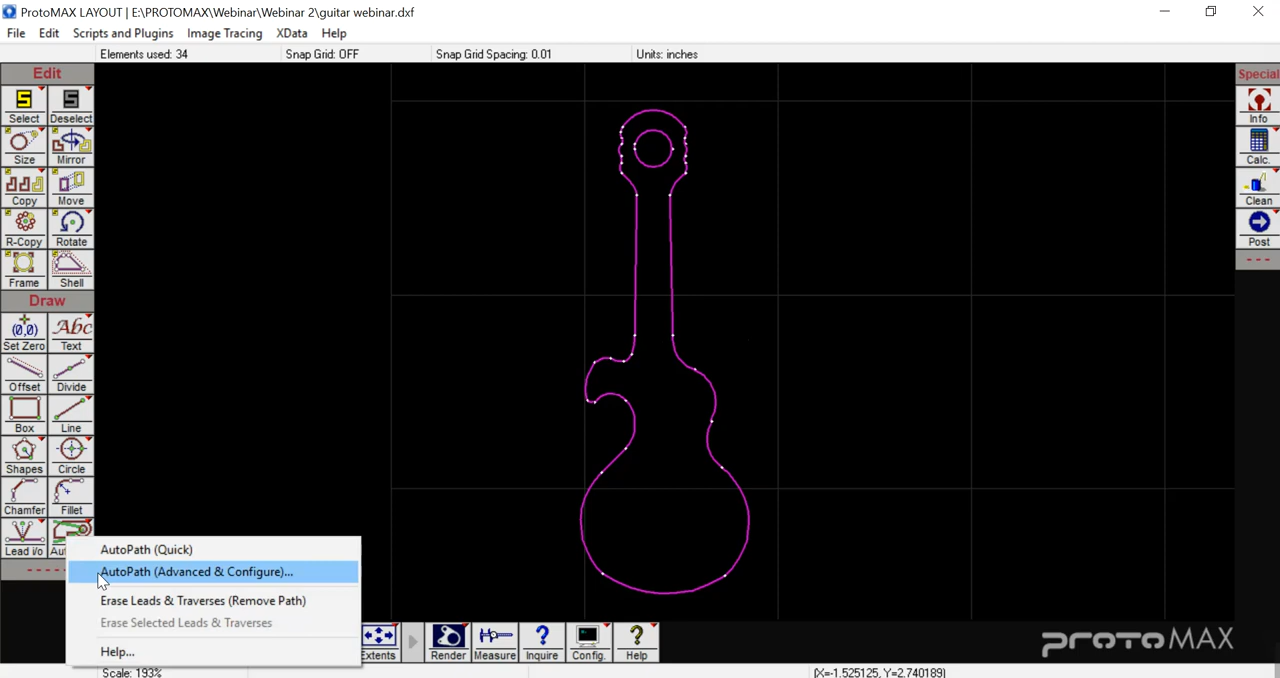 ProtoMAX LAYOUT | E:\PROTOMAX\Webinar\Webinar 2\guitar webinar.dxf
File Edit Scripts and Plugins Image Tracing XData Help
Elements used: 34 Snap Grid: OFF Snap Grid Spacing: 0.01 Units: inches
Edit
Special
Select Deselect
Info
Size Mirror
Calc.
Copy Move
Clean
R-Copy Rotate
Post
Frame Shell
Draw
(0,0) Abc
Set Zero Text
Offset Divide
Box Line
Shapes Circle
Chamfer Fillet
Lead i/o
AutoPath (Quick)
AutoPath (Advanced & Configure)...
Erase Leads & Traverses (Remove Path)
Erase Selected Leads & Traverses
Help...
Extents Render Measure Inquire Config. Help
PROTOMAX
Scale: 193% [X=-1.525125, Y=2.740189]